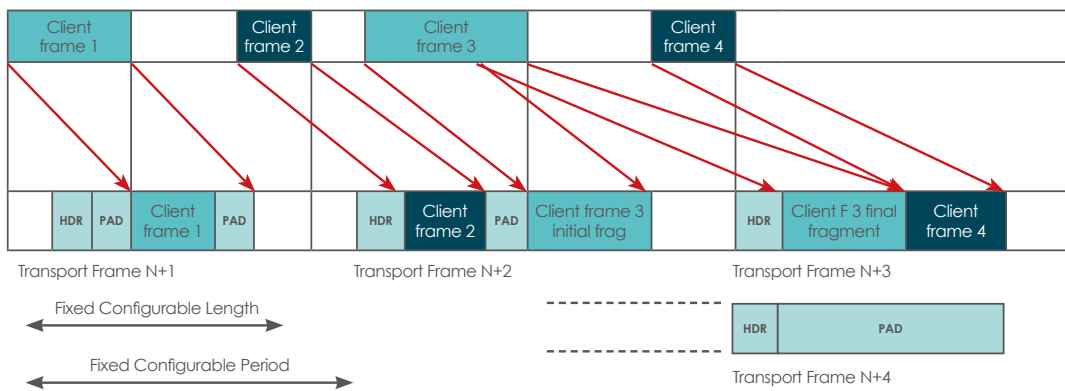 Client
frame 1
Client
frame 2
Client
frame 3
Client
frame 4
HDR
PAD
Client
frame 1
PAD
HDR
Client
frame 2
PAD
Client frame 3
initial frag
HDR
Client F 3 final
fragment
Client
frame 4
Transport Frame N+1
Transport Frame N+2
Transport Frame N+3
Fixed Configurable Length
HDR
PAD
Fixed Configurable Period
Transport Frame N+4